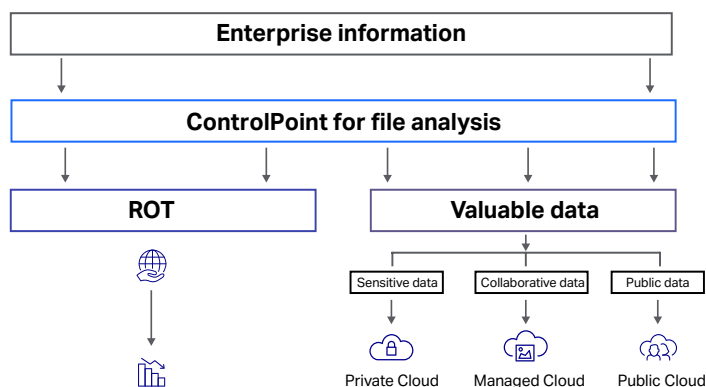 Enterprise information
ControlPoint for file analysis
ROT
Valuable data
Sensitive data
Collaborative data
Public data
Private Cloud
Managed Cloud
Public Cloud